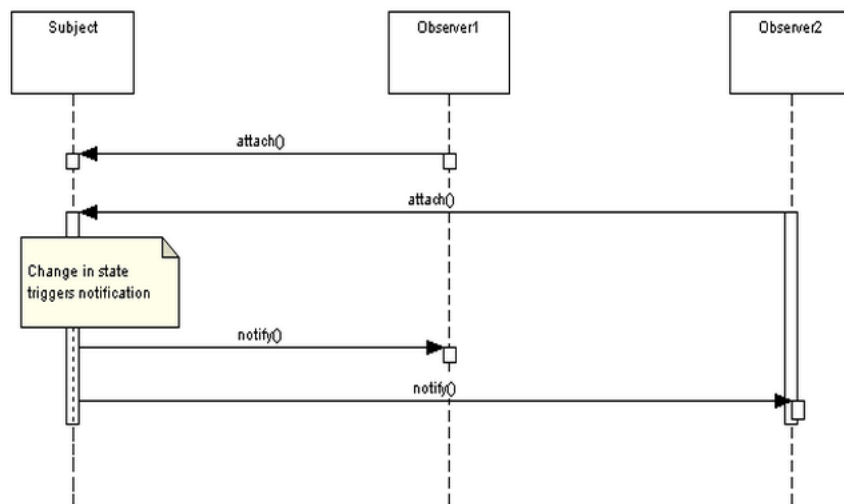 Subject
Observer1
Observer2
attach()
attach()
Change in state
triggers notification
notify()
notify()